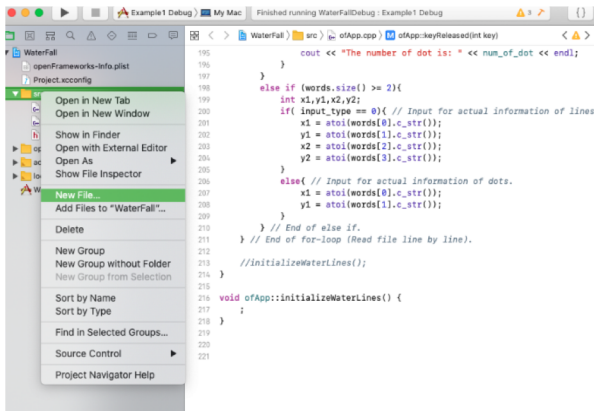 Example1 Debug
My Mac
Finished running WaterFallDebug : Example1 Debug
3
{}
WaterFall
src
ofApp.cpp
ofApp::keyReleased(int key)
WaterFall
openFrameworks-Info.plist
Project.xcconfig
Open in New Tab
Open in New Window
Show in Finder
Open with External Editor
Open As
Show File Inspector
New File...
Add Files to "WaterFall"...
Delete
New Group
New Group without Folder
New Group from Selection
Sort by Name
Sort by Type
Find in Selected Groups...
Source Control
Project Navigator Help
195 cout << "The number of dot is: " << num_of_dot << endl;
196 }
197 }
198 else if (words.size() >= 2){
199 int x1,y1,x2,y2;
200 if( input_type == 0){ // Input for actual information of lines
201 x1 = atoi(words[0].c_str());
202 y1 = atoi(words[1].c_str());
203 x2 = atoi(words[2].c_str());
204 y2 = atoi(words[3].c_str());
205 }
206 else{ // Input for actual information of dots.
207 x1 = atoi(words[0].c_str());
208 y1 = atoi(words[1].c_str());
209 }
210 } // End of else if.
211 } // End of for-loop (Read file line by line).
212
213 //initializeWaterLines();
214 }
215
216 void ofApp::initializeWaterLines() {
217 ;
218 }
219
220
221